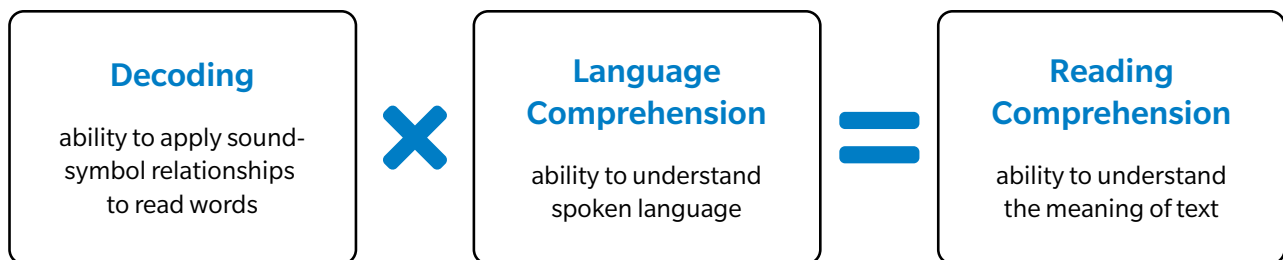 Decoding
ability to apply sound-
symbol relationships
to read words
Language
Comprehension
ability to understand
spoken language
Reading
Comprehension
ability to understand
the meaning of text